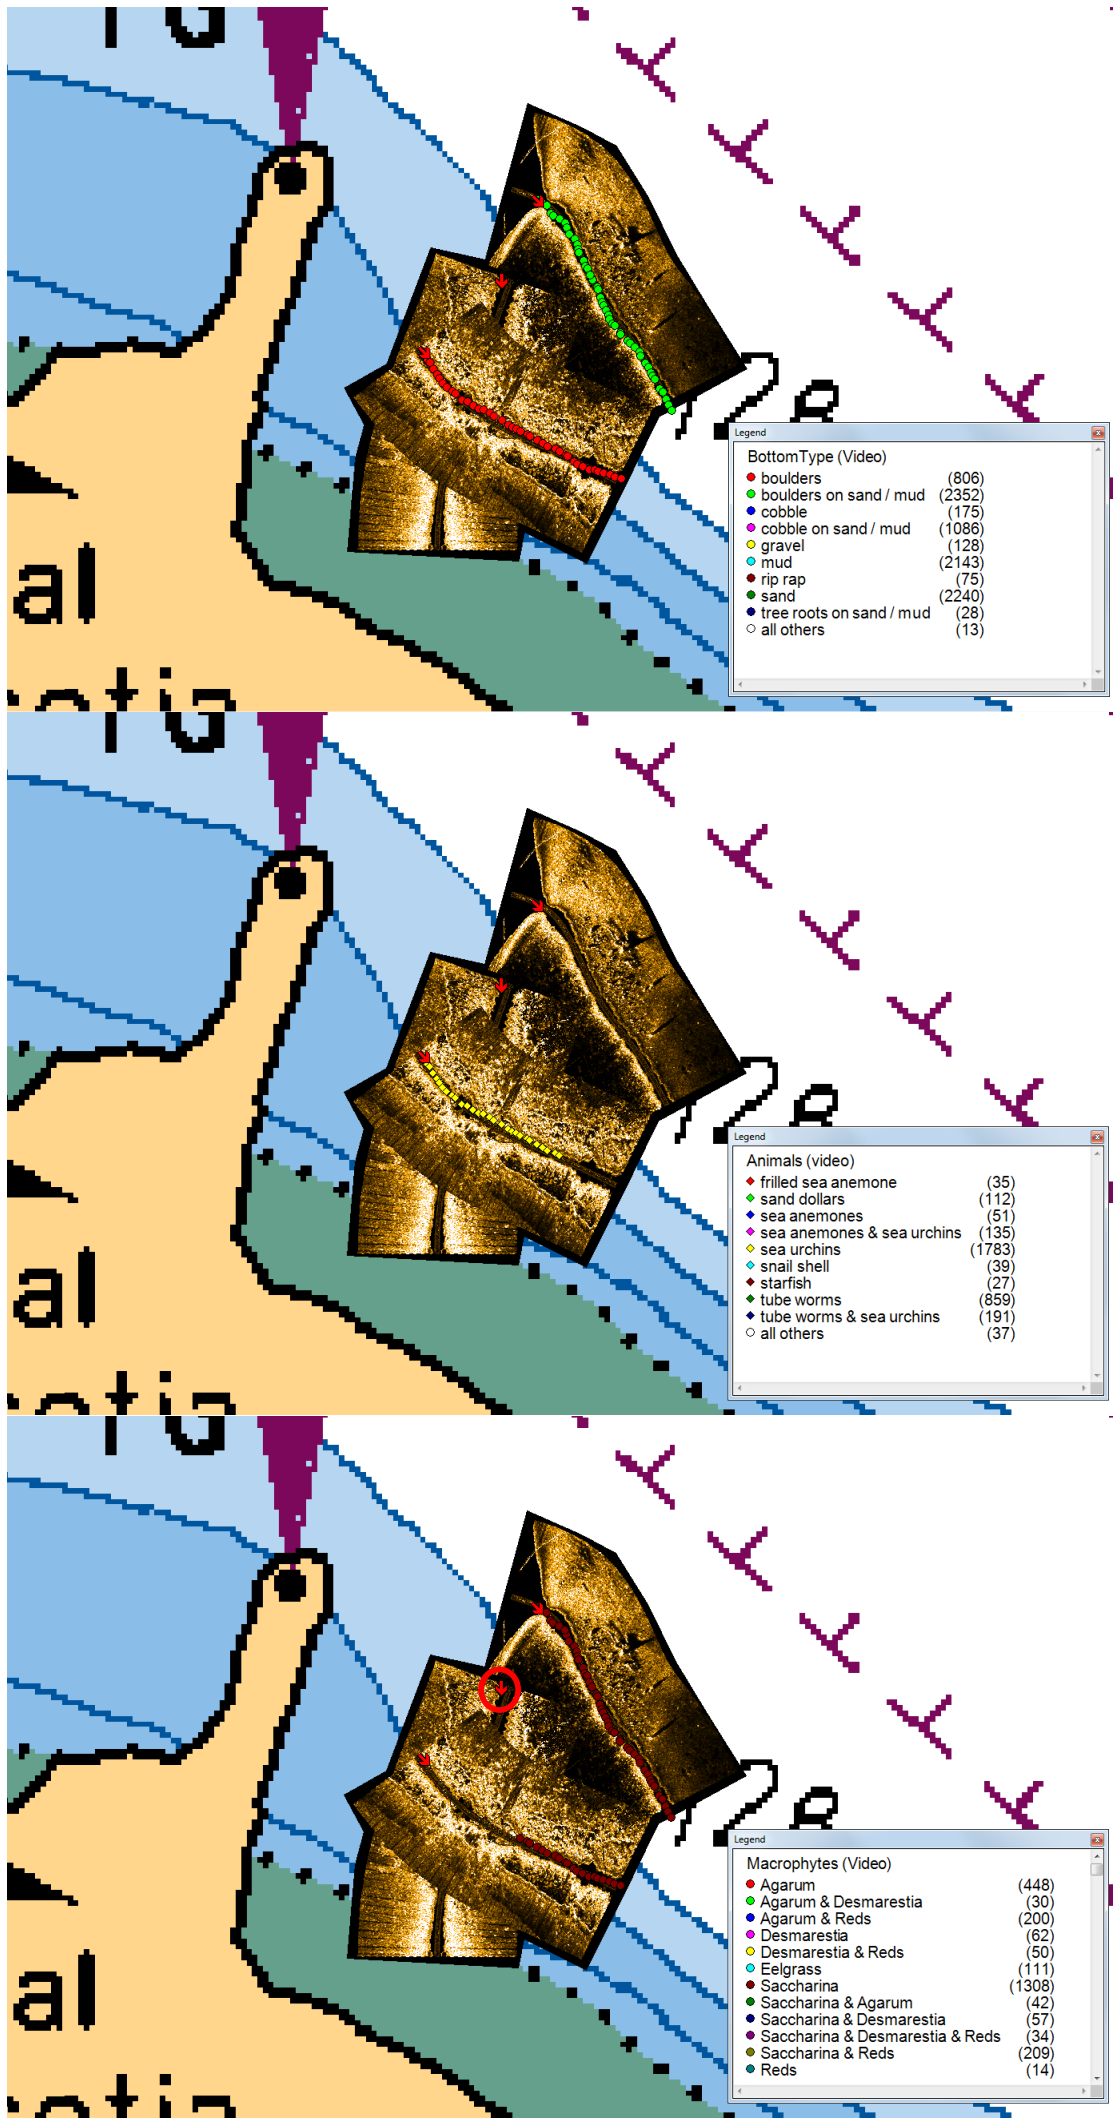 al
Legend
BottomType (Video)
boulders (806)
boulders on sand / mud (2352)
cobble (175)
cobble on sand / mud (1086)
gravel (128)
mud (2143)
rip rap (75)
sand (2240)
tree roots on sand / mud (28)
all others (13)
al
Legend
Animals (video)
frilled sea anemone (35)
sand dollars (112)
sea anemones (51)
sea anemones & sea urchins (135)
sea urchins (1783)
snail shell (39)
starfish (27)
tube worms (859)
tube worms & sea urchins (191)
all others (37)
al
Legend
Macrophytes (Video)
Agarum (448)
Agarum & Desmarestia (30)
Agarum & Reds (200)
Desmarestia (62)
Desmarestia & Reds (50)
Eelgrass (111)
Saccharina (1308)
Saccharina & Agarum (42)
Saccharina & Desmarestia (57)
Saccharina & Desmarestia & Reds (34)
Saccharina & Reds (209)
Reds (14)